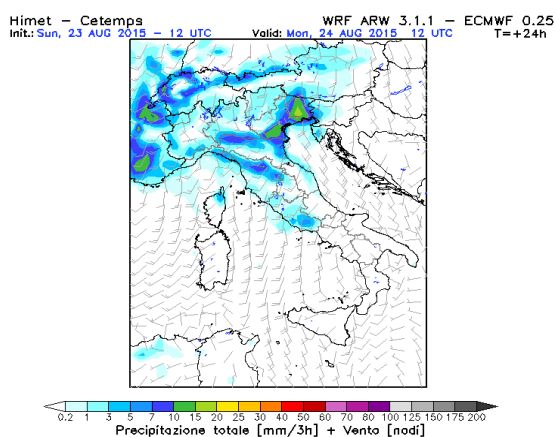 Himet – Cetemps WRF ARW 3.1.1 – ECMWF 0.25
Init.: Sun, 23 AUG 2015 – 12 UTC Valid: Mon, 24 AUG 2015 12 UTC T=+24h
0.2 1 3 5 7 10 15 20 25 30 40 50 60 70 80 100 125 150 175 200
Precipitazione totale [mm/3h] + Vento [nodi]